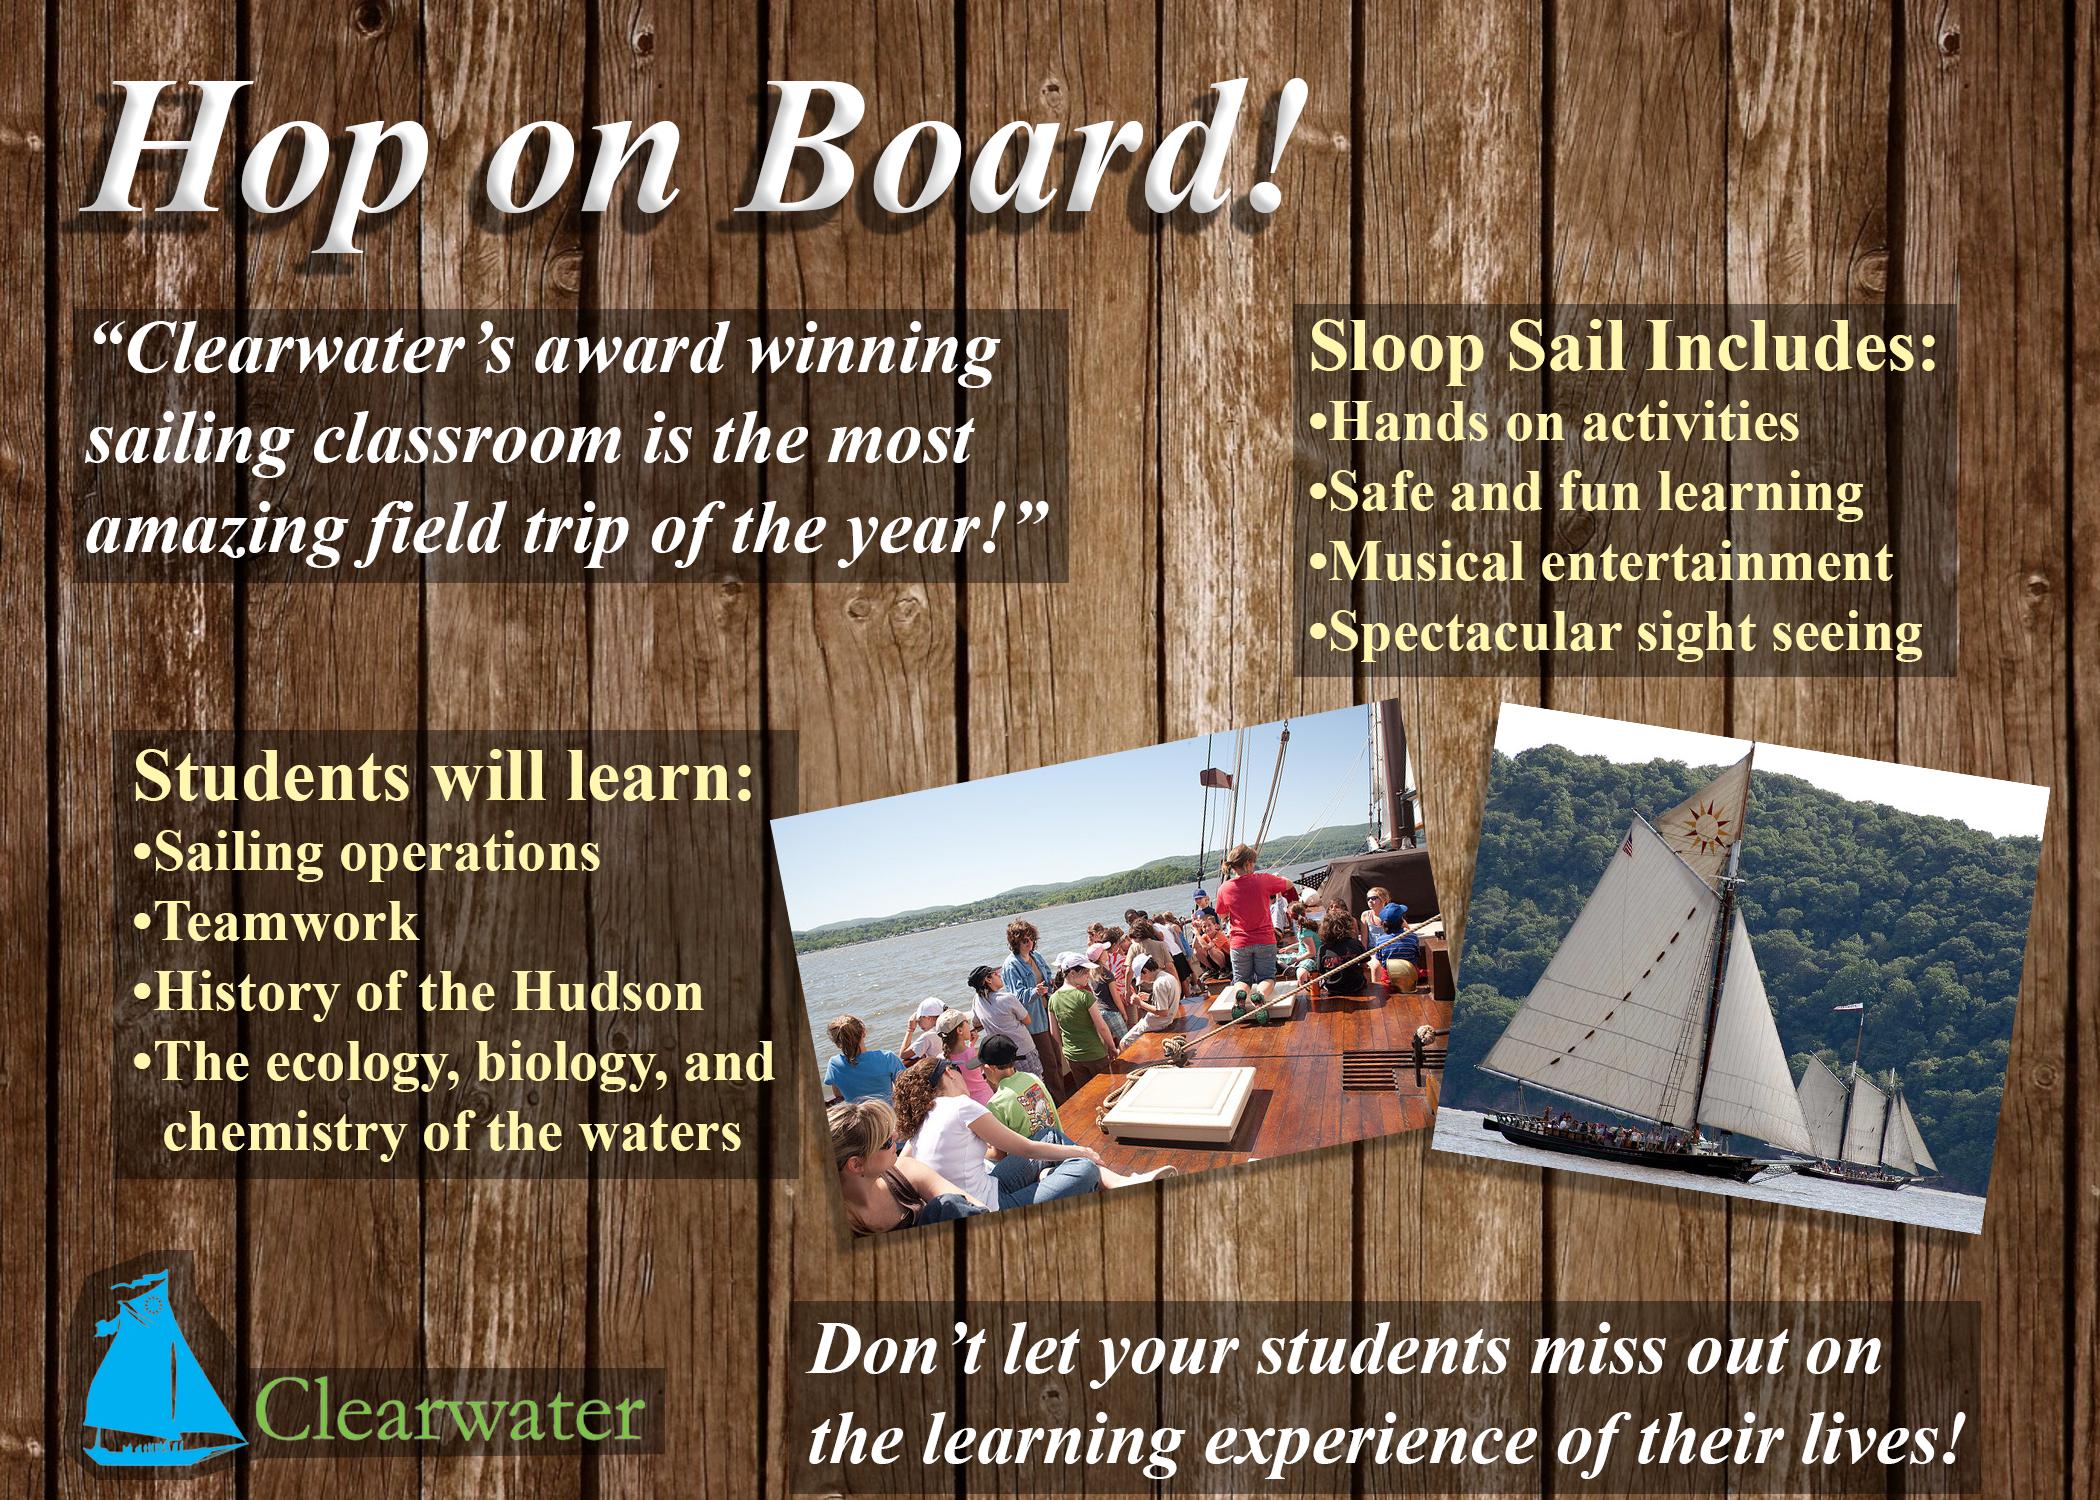 Hop on Board!
“Clearwater’s award winning
sailing classroom is the most
amazing field trip of the year!”
Sloop Sail Includes:
•Hands on activities
•Safe and fun learning
•Musical entertainment
•Spectacular sight seeing
Students will learn:
•Sailing operations
•Teamwork
•History of the Hudson
•The ecology, biology, and
chemistry of the waters
Clearwater
Don’t let your students miss out on
the learning experience of their lives!